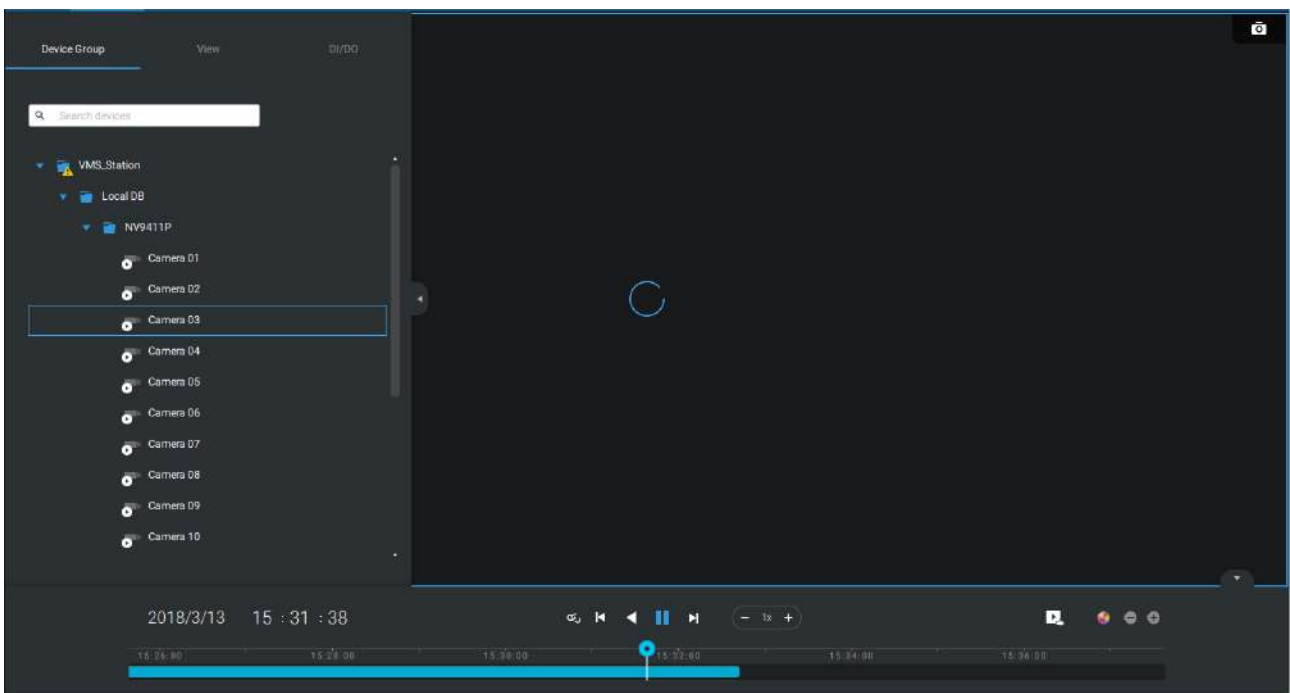 Device Group View DI/DO
Search devices
VMS_Station
Local DB
NV9411P
Camera 01
Camera 02
Camera 03
Camera 04
Camera 05
Camera 06
Camera 07
Camera 08
Camera 09
Camera 10
2018/3/13 15 : 31 : 38 − 1x +
15:26:00 15:28:00 15:30:00 15:32:00 15:34:00 15:36:00